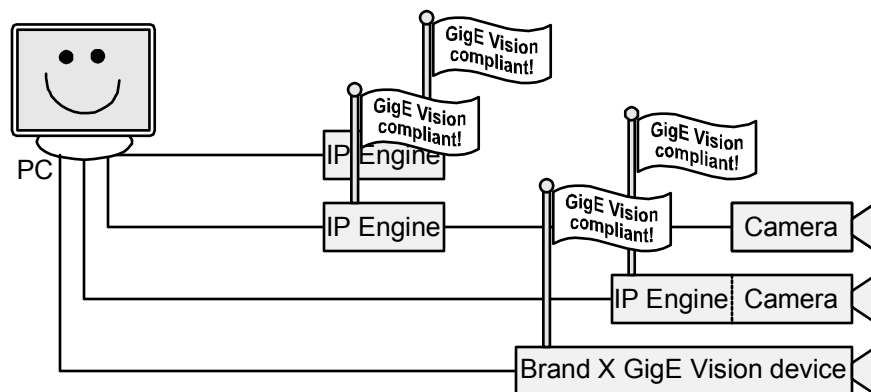 GigE Vision
compliant!
GigE Vision
compliant!
IP Engine
PC
GigE Vision
compliant!
GigE Vision
compliant!
IP Engine
Camera
IP Engine
Camera
Brand X GigE Vision device